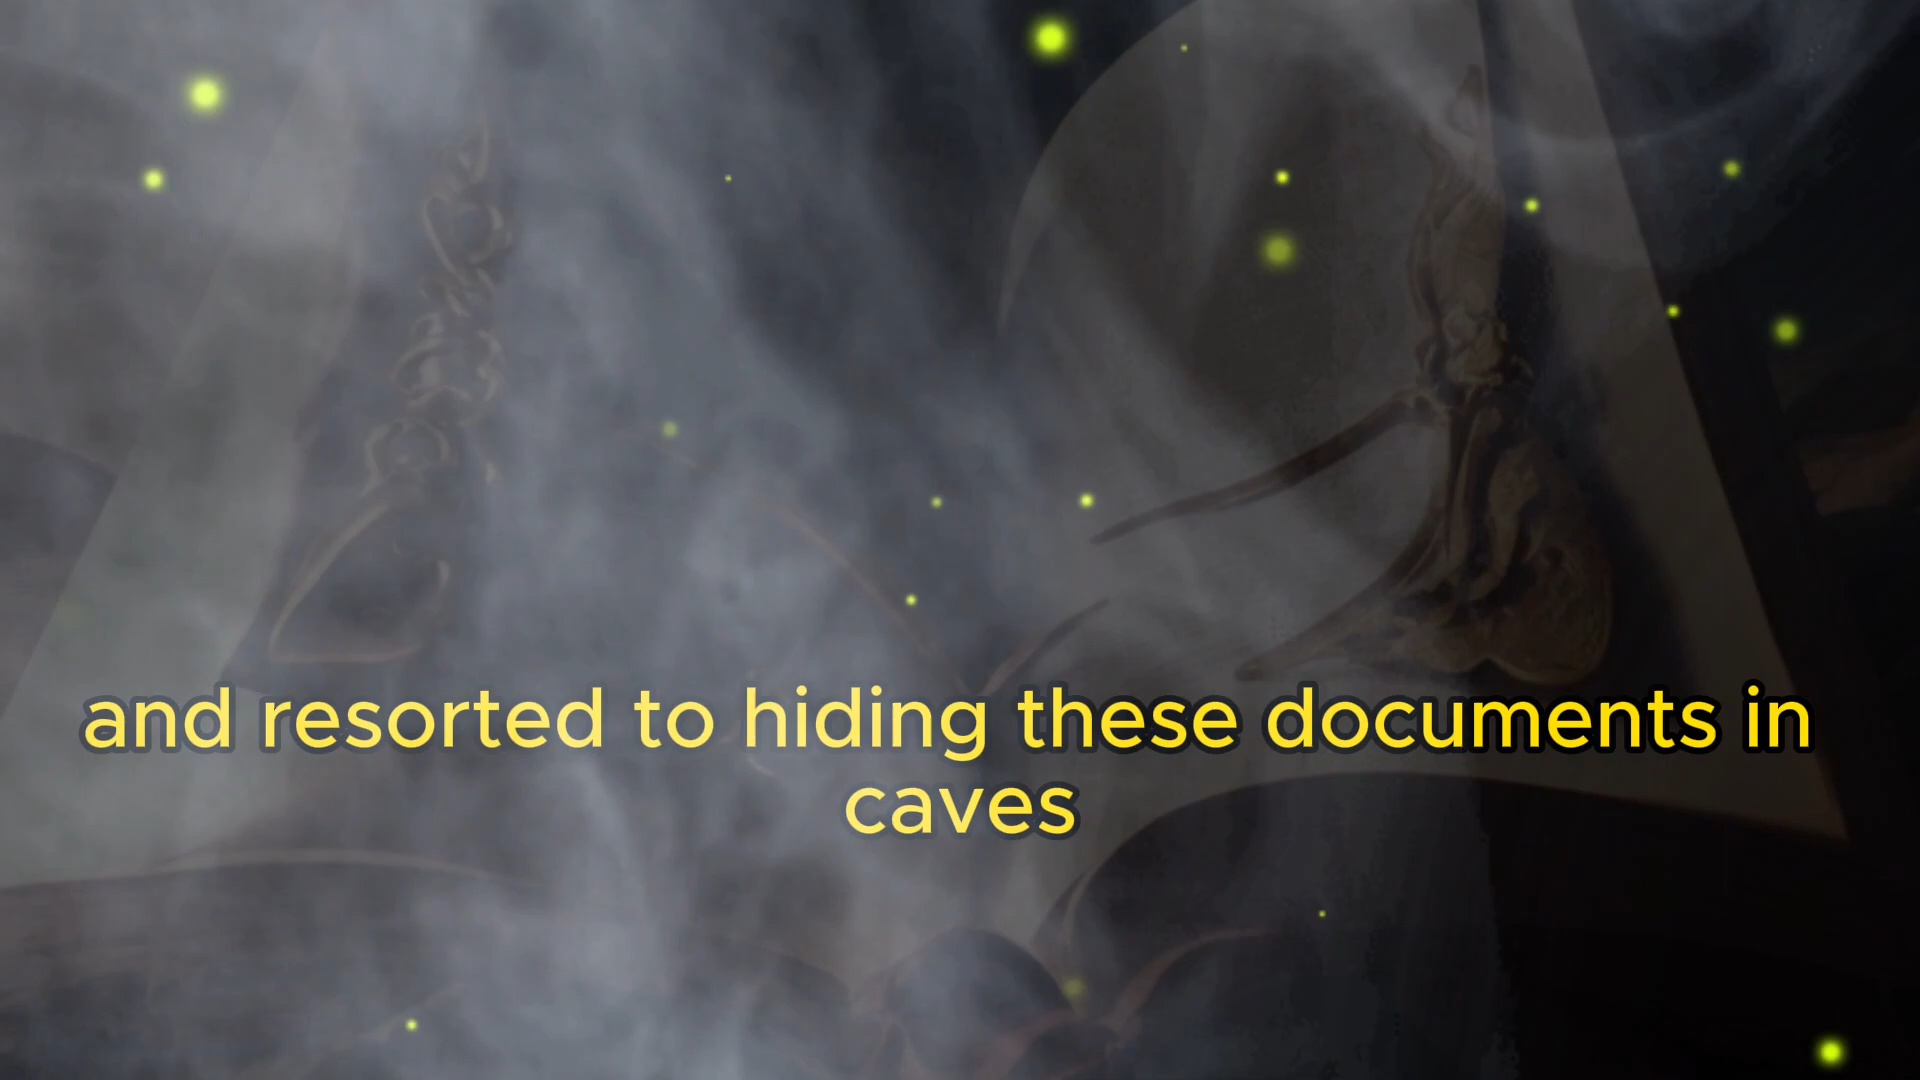 and resorted to hiding these documents in
caves